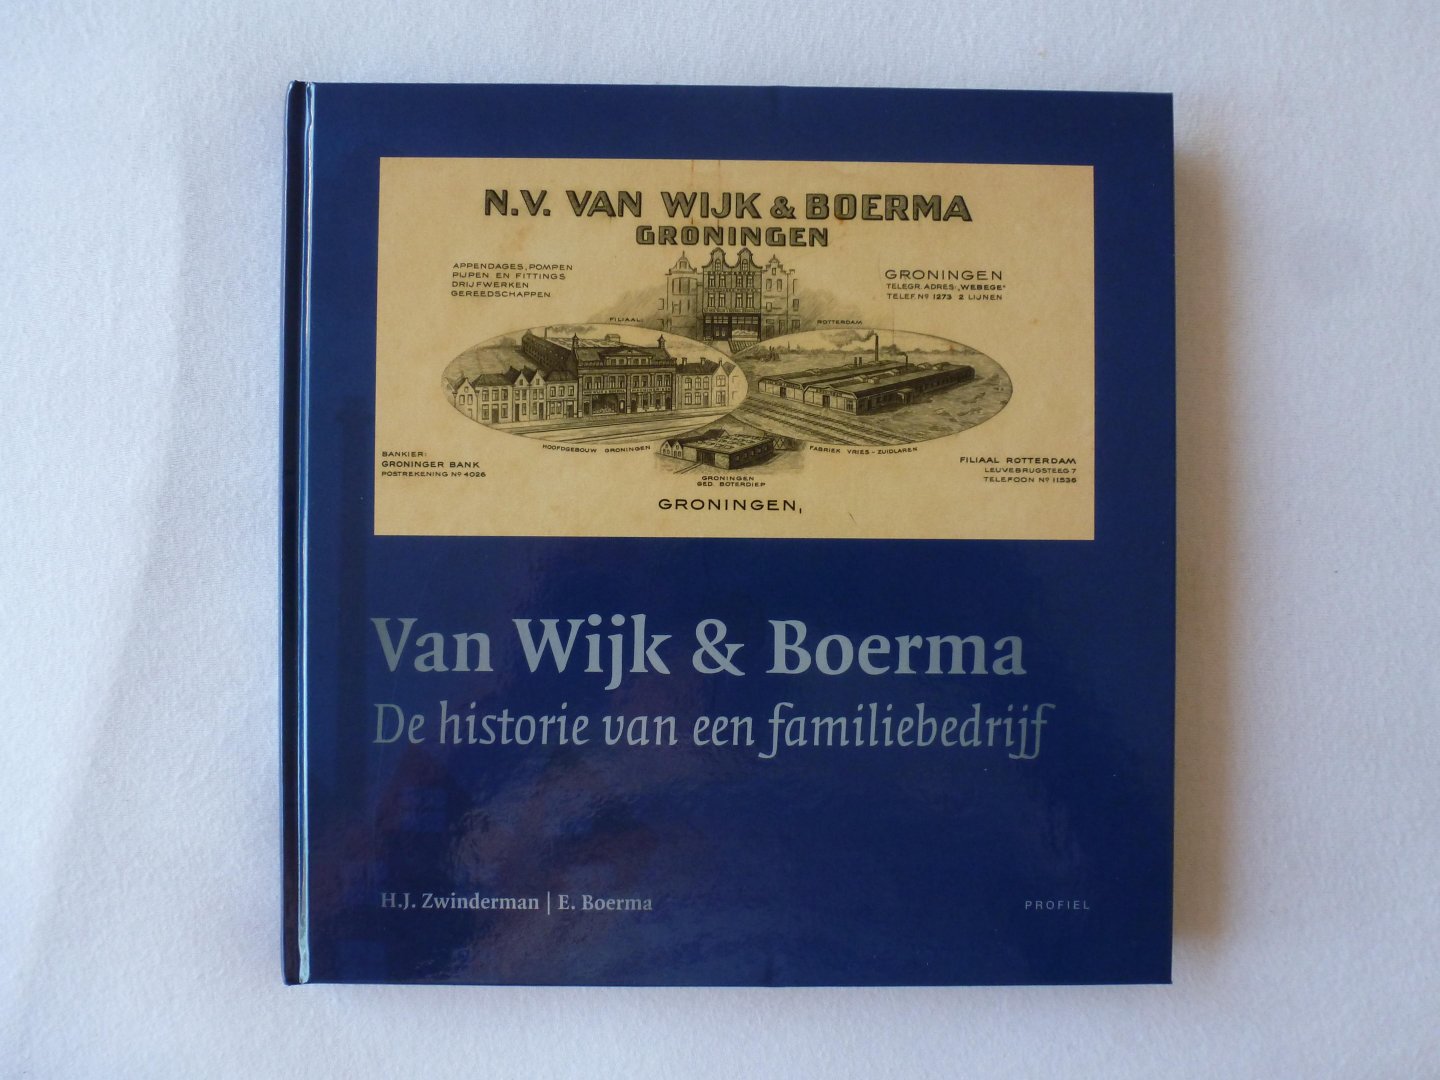 N.V. VAN WIJK & BOERMA
GRONINGEN
APPENDAGES, POMPEN
PIJPEN EN FITTINGS
DRIJFWERKEN
GEREEDSCHAPPEN
GRONINGEN
TELEGR. ADRES: „WEBEGE"
TELEF. Nº 1273 2 LIJNEN
FILIAAL: ROTTERDAM
HOOFDGEBOUW GRONINGEN
FABRIEK VRIES - ZUIDLAREN
BANKIER:
GRONINGER BANK
POSTREKENING Nº 4026
GRONINGEN
GED. BOTERDIEP
FILIAAL ROTTERDAM
LEUVEBRUGSTEEG 7
TELEFOON Nº 11536
GRONINGEN,
Van Wijk & Boerma
De historie van een familiebedrijf
H.J. Zwinderman | E. Boerma
PROFIEL